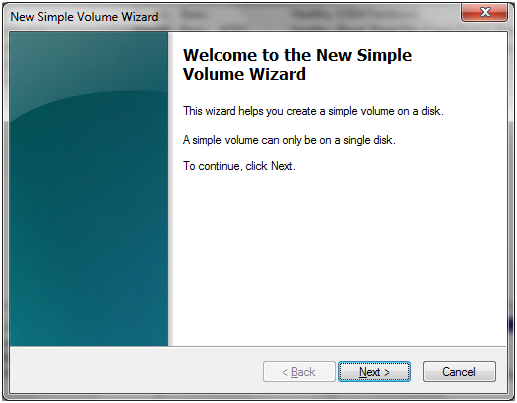 New Simple Volume Wizard
Welcome to the New Simple
Volume Wizard
This wizard helps you create a simple volume on a disk.
A simple volume can only be on a single disk.
To continue, click Next.
< Back
Next >
Cancel